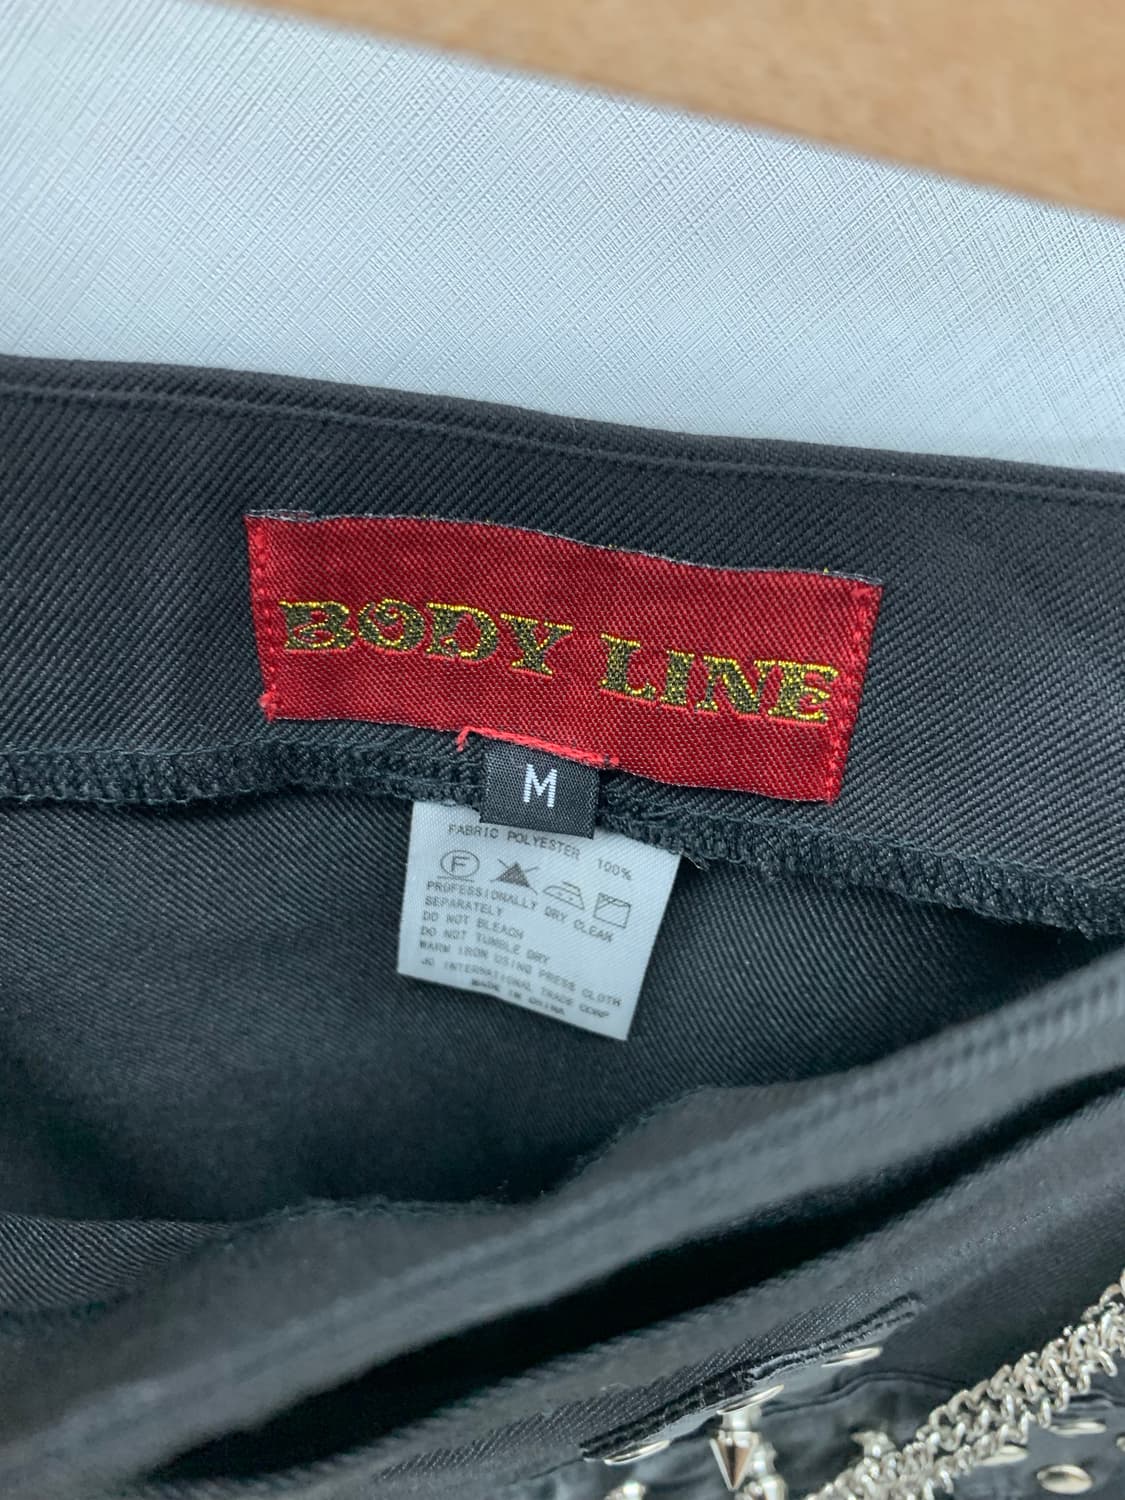 BODY LINE
M
FABRIC POLYESTER 100%
F
PROFESSIONALLY DRY CLEAN
SEPARATELY
DO NOT BLEACH
DO NOT TUMBLE DRY
WARM IRON USING PRESS CLOTH
JC INTERNATIONAL TRADE CORP
MADE IN CHINA